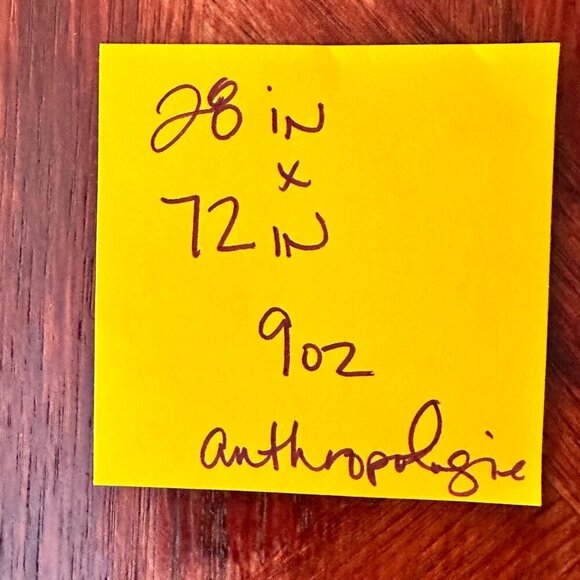 28 in
x
72 in
9oz
anthropologie